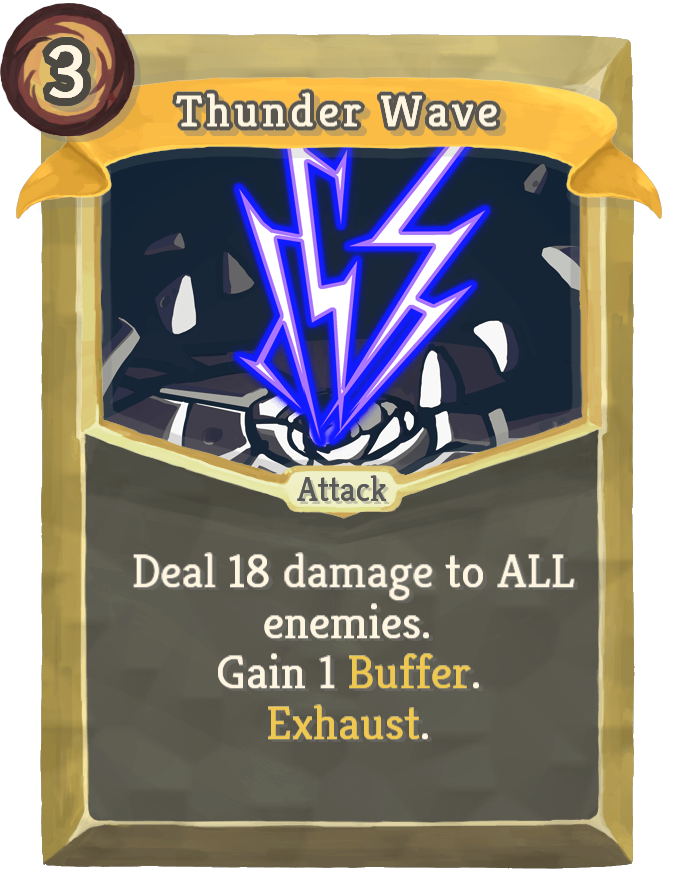 3
Thunder Wave
Attack
Deal 18 damage to ALL
enemies.
Gain 1 Buffer.
Exhaust.